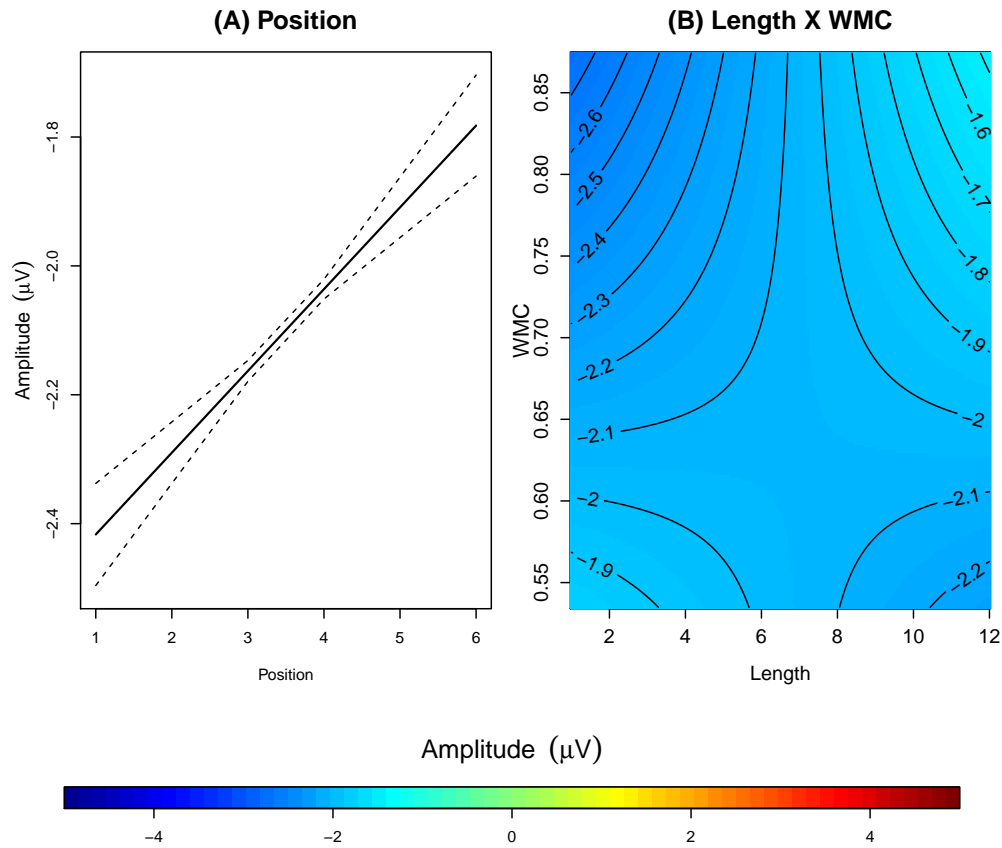 (A) Position
−1.8
−2.0
−2.2
−2.4
Amplitude (μV)
1 2 3 4 5 6
Position
(B) Length X WMC
0.85
0.80
0.75
0.70
0.65
0.60
0.55
WMC
−2.6
−2.5
−2.4
−2.3
−2.2
−2.1
−2
−1.9
−1.6
−1.7
−1.8
−1.9
−2
−2.1
−2.2
2 4 6 8 10 12
Length
Amplitude (μV)
−4 −2 0 2 4